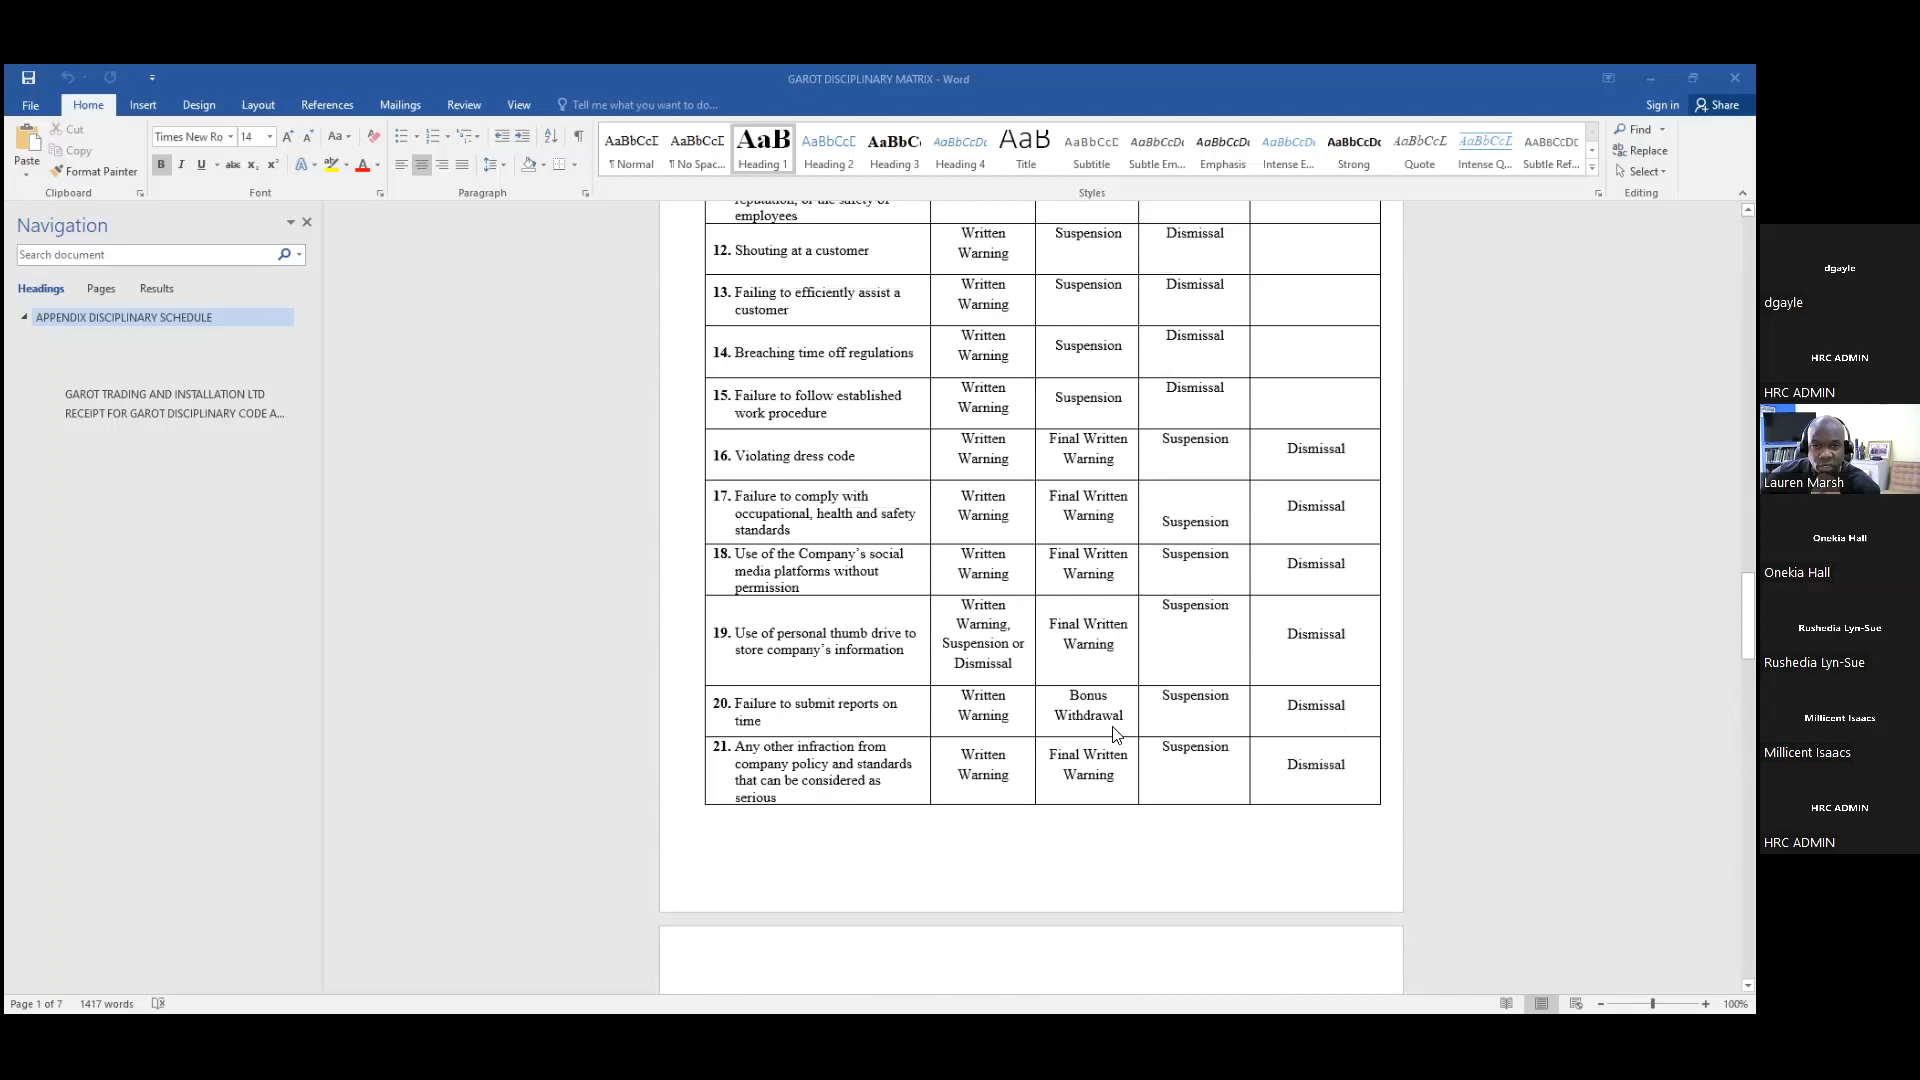 GAROT DISCIPLINARY MATRIX - Word
File
Home
Insert
Design
Layout
References
Mailings
Review
View
Tell me what you want to do...
Sign in
Share
Paste
Cut
Copy
Format Painter
Clipboard
Times New Ro
14
Font
Paragraph
AaBbCcD
¶ Normal
AaBbCcD
¶ No Spac...
AaB
Heading 1
AaBbCcD
Heading 2
AaBbC
Heading 3
AaBbCcDc
Heading 4
AaB
Title
AaBbCcD
Subtitle
AaBbCcDc
Subtle Em...
AaBbCcDc
Emphasis
AaBbCcDc
Intense E...
AaBbCcDc
Strong
AaBbCcD
Quote
AaBbCcD
Intense Q...
AABBCCDE
Subtle Ref...
Styles
Find
Replace
Select
Editing
Navigation
Search document
Headings
Pages
Results
APPENDIX DISCIPLINARY SCHEDULE
GAROT TRADING AND INSTALLATION LTD
RECEIPT FOR GAROT DISCIPLINARY CODE A...
reputation, or the safety of
employees
12. Shouting at a customer
Written
Warning
Suspension
Dismissal
13. Failing to efficiently assist a
customer
Written
Warning
Suspension
Dismissal
14. Breaching time off regulations
Written
Warning
Suspension
Dismissal
15. Failure to follow established
work procedure
Written
Warning
Suspension
Dismissal
16. Violating dress code
Written
Warning
Final Written
Warning
Suspension
Dismissal
17. Failure to comply with
occupational, health and safety
standards
Written
Warning
Final Written
Warning
Suspension
Dismissal
18. Use of the Company's social
media platforms without
permission
Written
Warning
Final Written
Warning
Suspension
Dismissal
19. Use of personal thumb drive to
store company's information
Written
Warning,
Suspension or
Dismissal
Final Written
Warning
Suspension
Dismissal
20. Failure to submit reports on
time
Written
Warning
Bonus
Withdrawal
Suspension
Dismissal
21. Any other infraction from
company policy and standards
that can be considered as
serious
Written
Warning
Final Written
Warning
Suspension
Dismissal
Page 1 of 7
1417 words
100%
dgayle
dgayle
HRC ADMIN
HRC ADMIN
Lauren Marsh
Onekia Hall
Onekia Hall
Rushedia Lyn-Sue
Rushedia Lyn-Sue
Millicent Isaacs
Millicent Isaacs
HRC ADMIN
HRC ADMIN